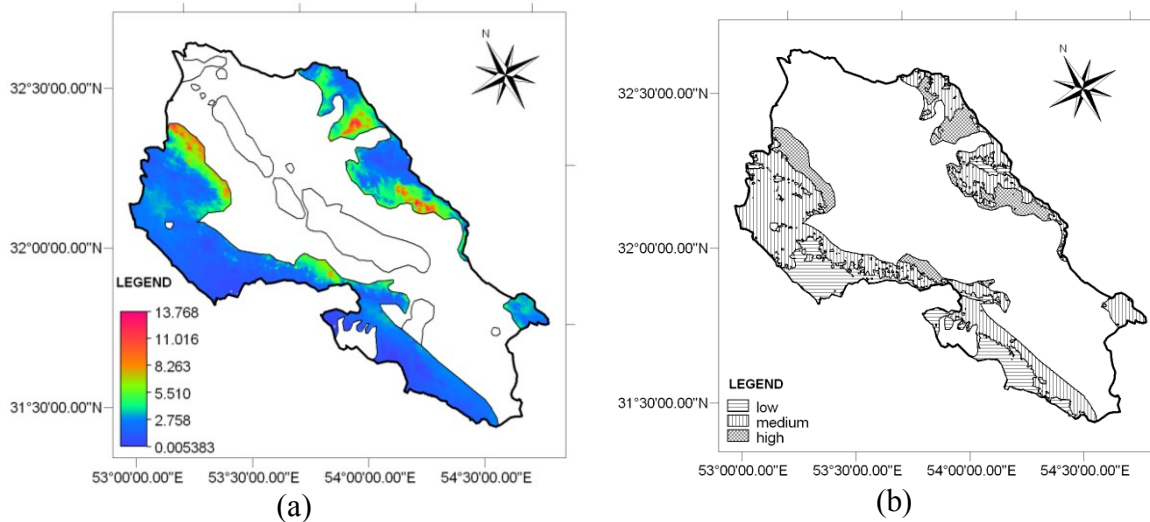 N
32°30'00.00"N
32°00'00.00"N
31°30'00.00"N
LEGEND
13.768
11.016
8.263
5.510
2.758
0.005383
53°00'00.00"E 53°30'00.00"E 54°00'00.00"E 54°30'00.00"E
(a)
N
32°30'00.00"N
32°00'00.00"N
31°30'00.00"N
LEGEND
low
medium
high
53°00'00.00"E 53°30'00.00"E 54°00'00.00"E 54°30'00.00"E
(b)